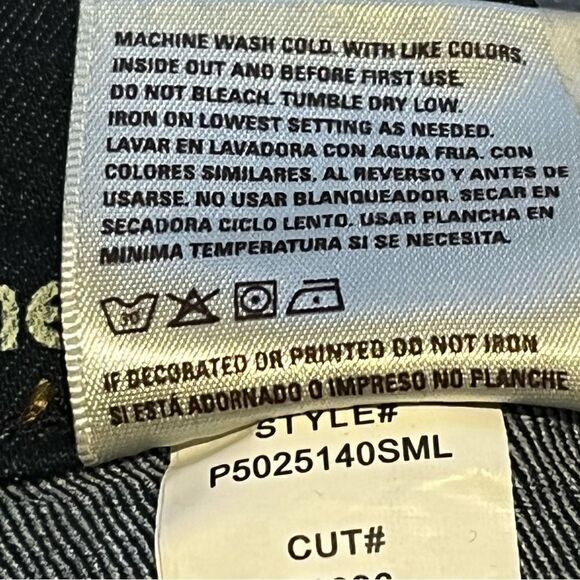 MACHINE WASH COLD. WITH LIKE COLORS,
INSIDE OUT AND BEFORE FIRST USE.
DO NOT BLEACH. TUMBLE DRY LOW.
IRON ON LOWEST SETTING AS NEEDED.
LAVAR EN LAVADORA CON AGUA FRIA. CON
COLORES SIMILARES, AL REVERSO Y ANTES DE
USARSE. NO USAR BLANQUEADOR. SECAR EN
SECADORA CICLO LENTO. USAR PLANCHA EN
MINIMA TEMPERATURA SI SE NECESITA.
IF DECORATED OR PRINTED DO NOT IRON
SI ESTÁ ADORNADO O IMPRESO NO PLANCHE
STYLE#
P5025140SML
CUT#